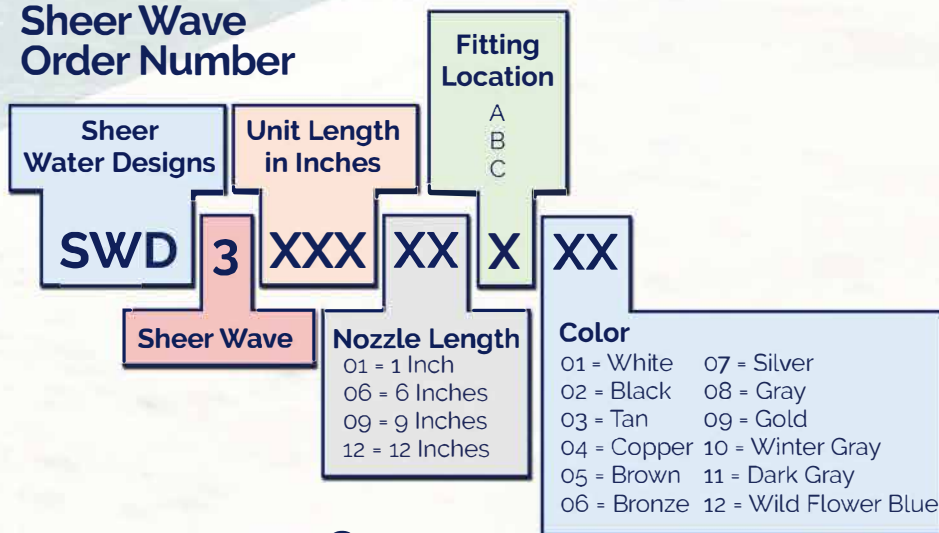 Sheer Wave
Order Number
Fitting
Location
A
B
C
Sheer
Water Designs
Unit Length
in Inches
SWD 3 XXX XX X XX
Sheer Wave
Nozzle Length
01 = 1 Inch
06 = 6 Inches
09 = 9 Inches
12 = 12 Inches
Color
01 = White 07 = Silver
02 = Black 08 = Gray
03 = Tan 09 = Gold
04 = Copper 10 = Winter Gray
05 = Brown 11 = Dark Gray
06 = Bronze 12 = Wild Flower Blue